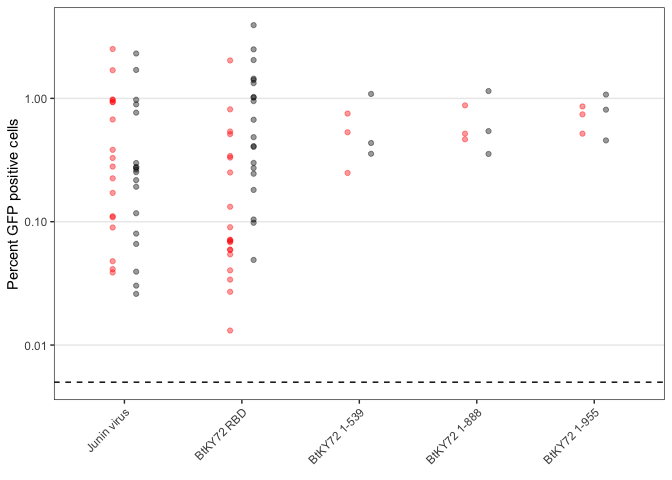 Percent GFP positive cells
1.00
0.10
0.01
Junin virus
BtKY72 RBD
BtKY72 1-539
BtKY72 1-888
BtKY72 1-955